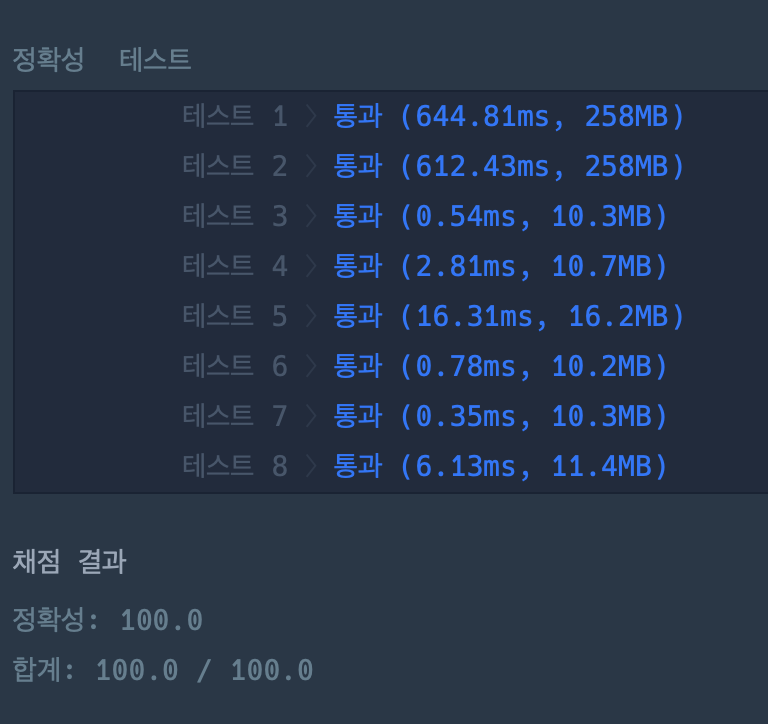 정확성 테스트
테스트 1 〉 통과 (644.81ms, 258MB)
테스트 2 〉 통과 (612.43ms, 258MB)
테스트 3 〉 통과 (0.54ms, 10.3MB)
테스트 4 〉 통과 (2.81ms, 10.7MB)
테스트 5 〉 통과 (16.31ms, 16.2MB)
테스트 6 〉 통과 (0.78ms, 10.2MB)
테스트 7 〉 통과 (0.35ms, 10.3MB)
테스트 8 〉 통과 (6.13ms, 11.4MB)
채점 결과
정확성: 100.0
합계: 100.0 / 100.0